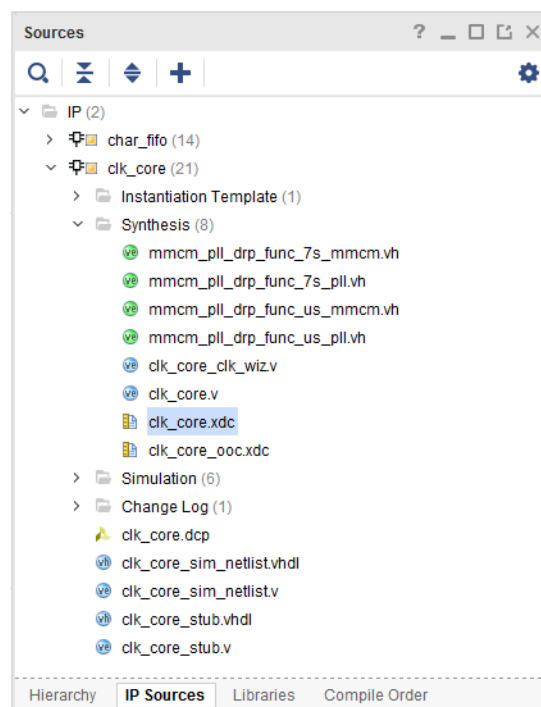 Sources
IP (2)
char_fifo (14)
clk_core (21)
Instantiation Template (1)
Synthesis (8)
mmcm_pll_drp_func_7s_mmcm.vh
mmcm_pll_drp_func_7s_pll.vh
mmcm_pll_drp_func_us_mmcm.vh
mmcm_pll_drp_func_us_pll.vh
clk_core_clk_wiz.v
clk_core.v
clk_core.xdc
clk_core_ooc.xdc
Simulation (6)
Change Log (1)
clk_core.dcp
clk_core_sim_netlist.vhdl
clk_core_sim_netlist.v
clk_core_stub.vhdl
clk_core_stub.v
Hierarchy IP Sources Libraries Compile Order